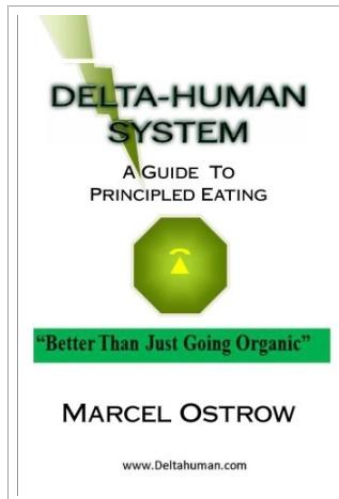 DELTA-HUMAN
SYSTEM
A GUIDE TO
PRINCIPLED EATING
“Better Than Just Going Organic”
MARCEL OSTROW
www.Deltahuman.com